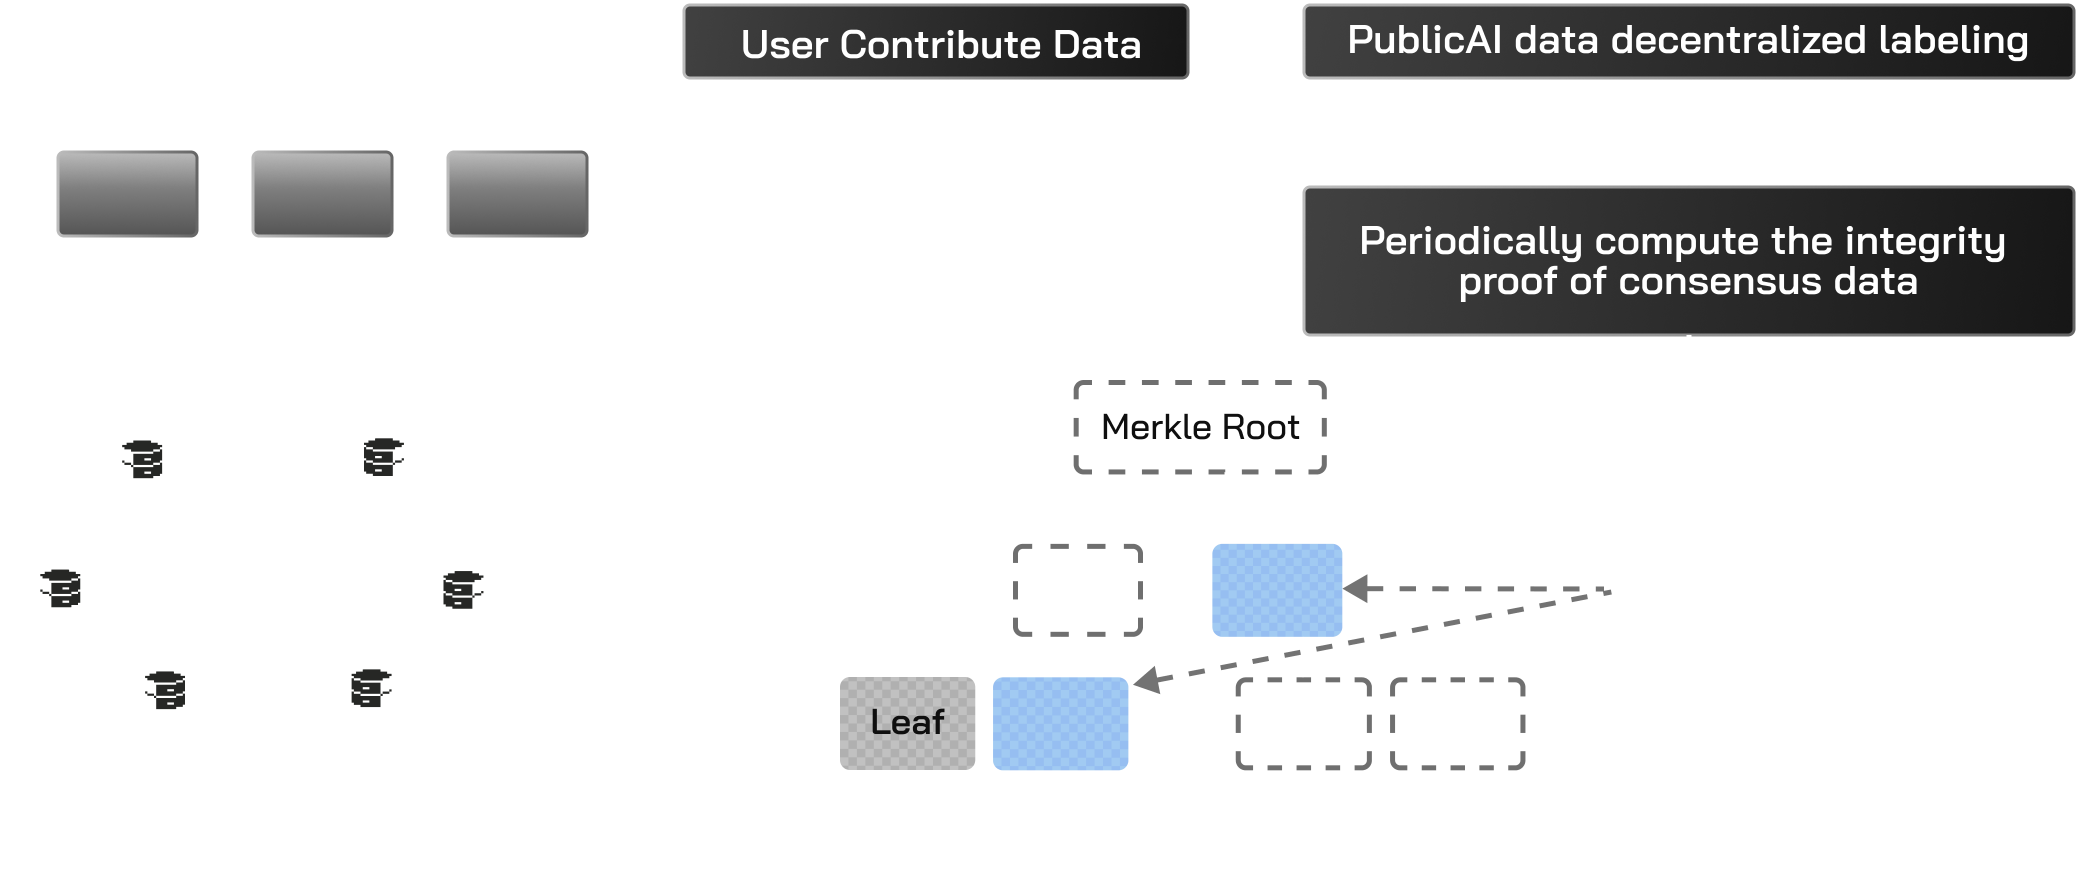 User Contribute Data
PublicAI data decentralized labeling
Periodically compute the integrity
proof of consensus data
Merkle Root
Leaf